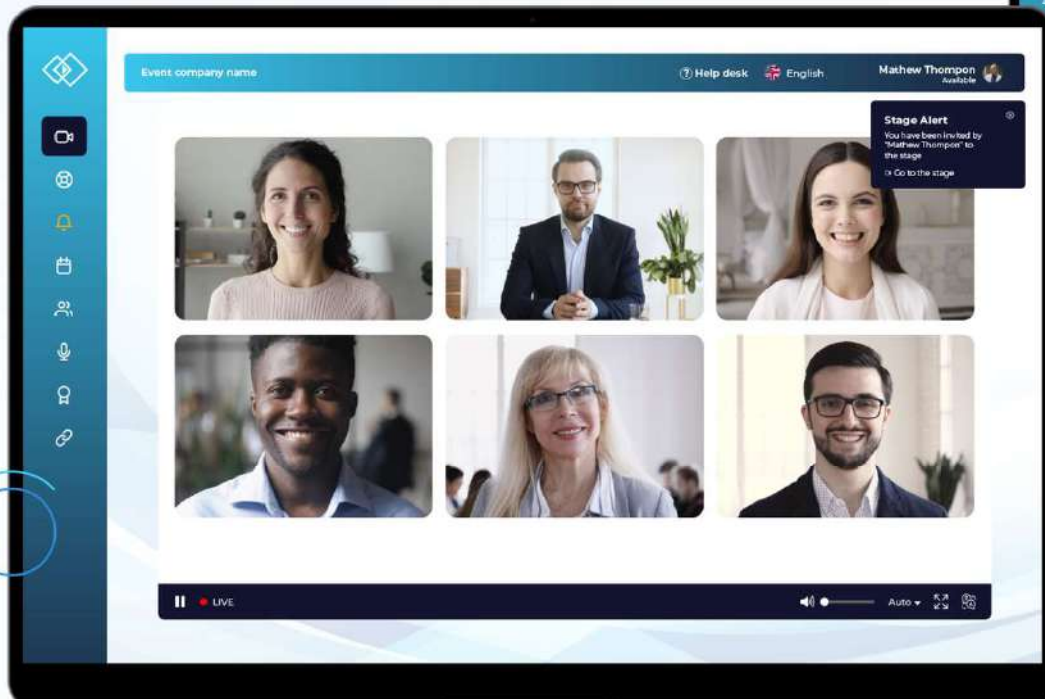 Event company name
Help desk
English
Mathew Thompon
Available
Stage Alert
You have been invited by
"Mathew Thompon" to
the stage
Go to the stage
LIVE
Auto